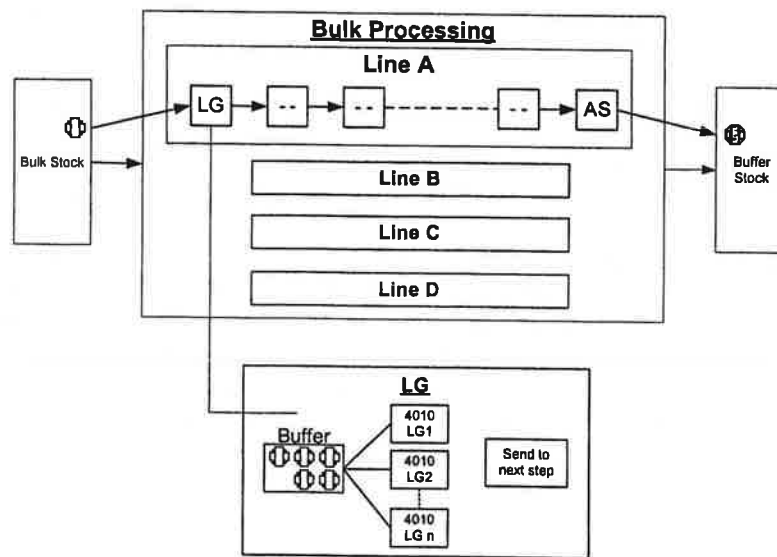 Bulk Processing
Line A
LG
--
--
--
AS
Bulk Stock
Buffer
Stock
Line B
Line C
Line D
LG
Buffer
4010
LG1
4010
LG2
4010
LG n
Send to
next step